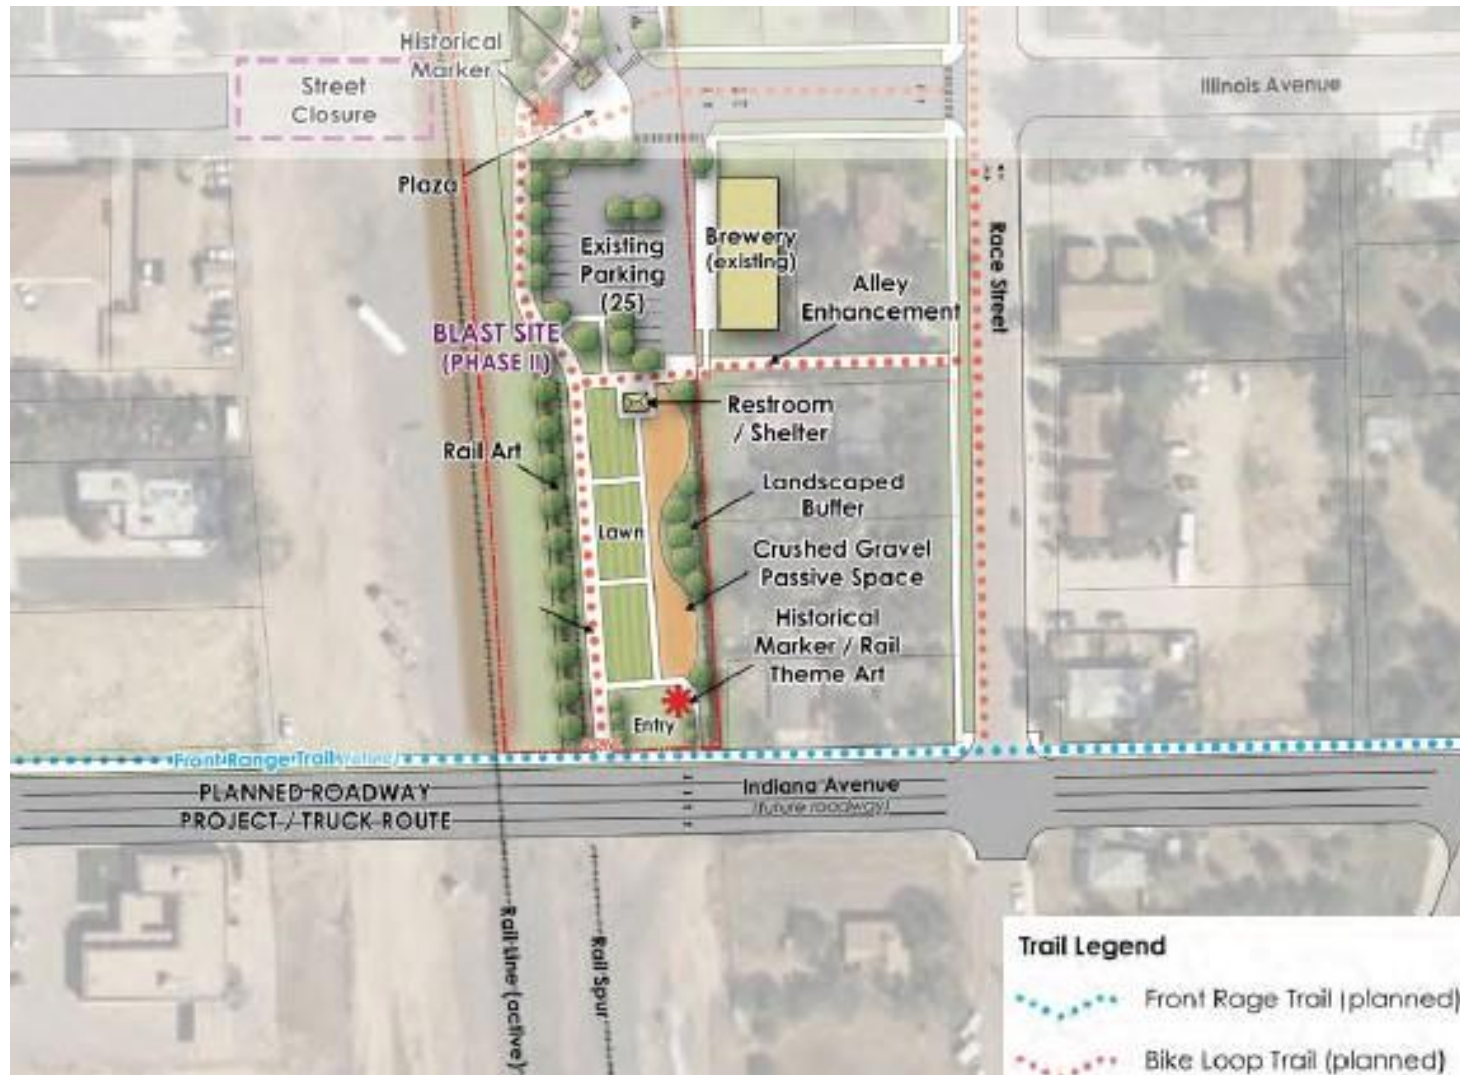 Historical
Marker
Street
Closure
Illinois Avenue
Plaza
Existing
Parking
(25)
Brewery
(existing)
Race Street
Alley
Enhancement
BLAST SITE
(PHASE II)
Restroom
/ Shelter
Rail Art
Landscaped
Buffer
Lawn
Crushed Gravel
Passive Space
Historical
Marker / Rail
Theme Art
Entry
Front Range Trail (future)
PLANNED ROADWAY
PROJECT / TRUCK ROUTE
Indiana Avenue
(future roadway)
Rail Line (active)
Rail Spur
Trail Legend
Front Rage Trail (planned)
Bike Loop Trail (planned)